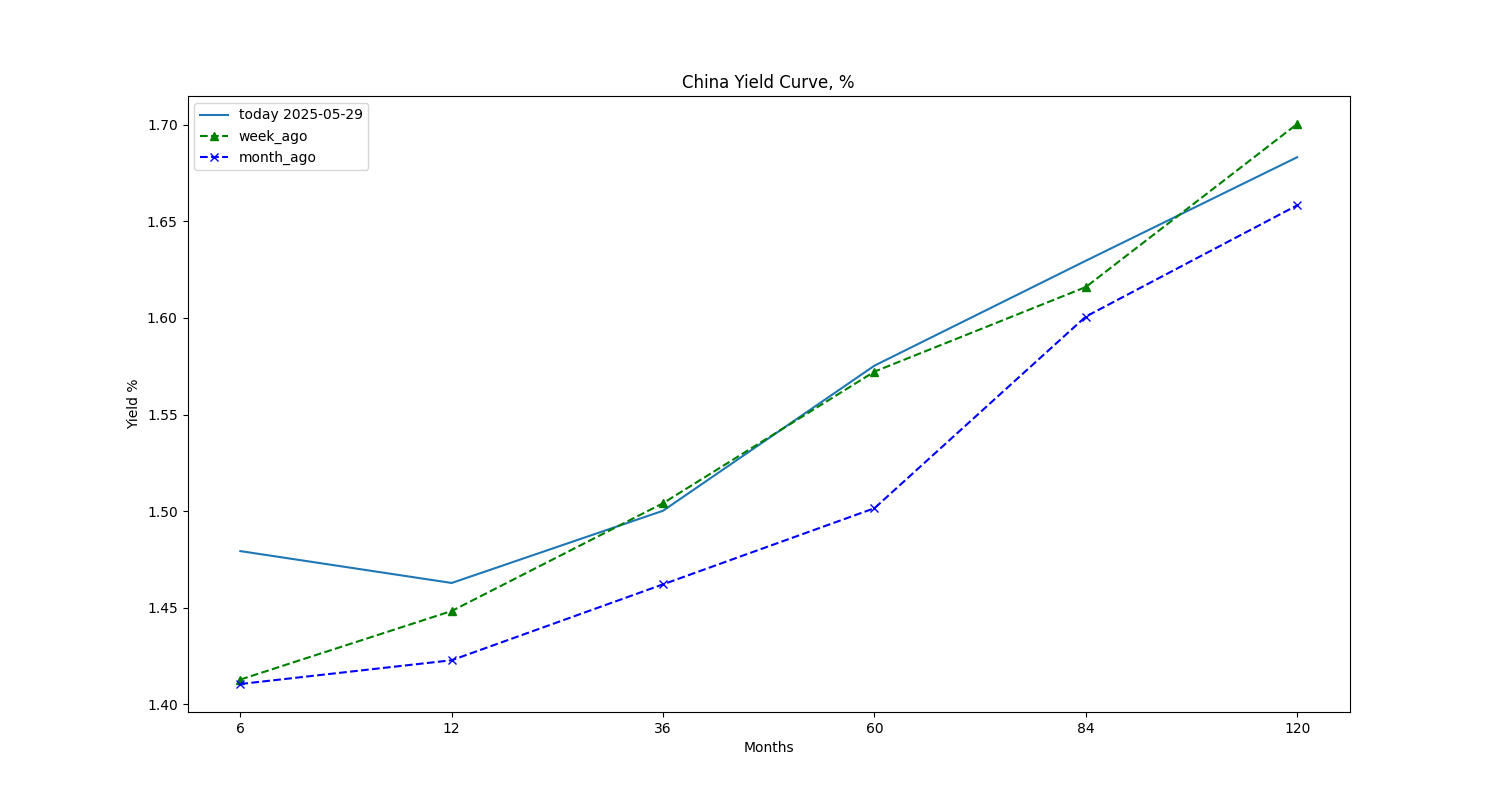 China Yield Curve, %
today 2025-05-29
week_ago
month_ago
1.70
1.65
1.60
1.55
1.50
1.45
1.40
Yield %
6 12 36 60 84 120
Months